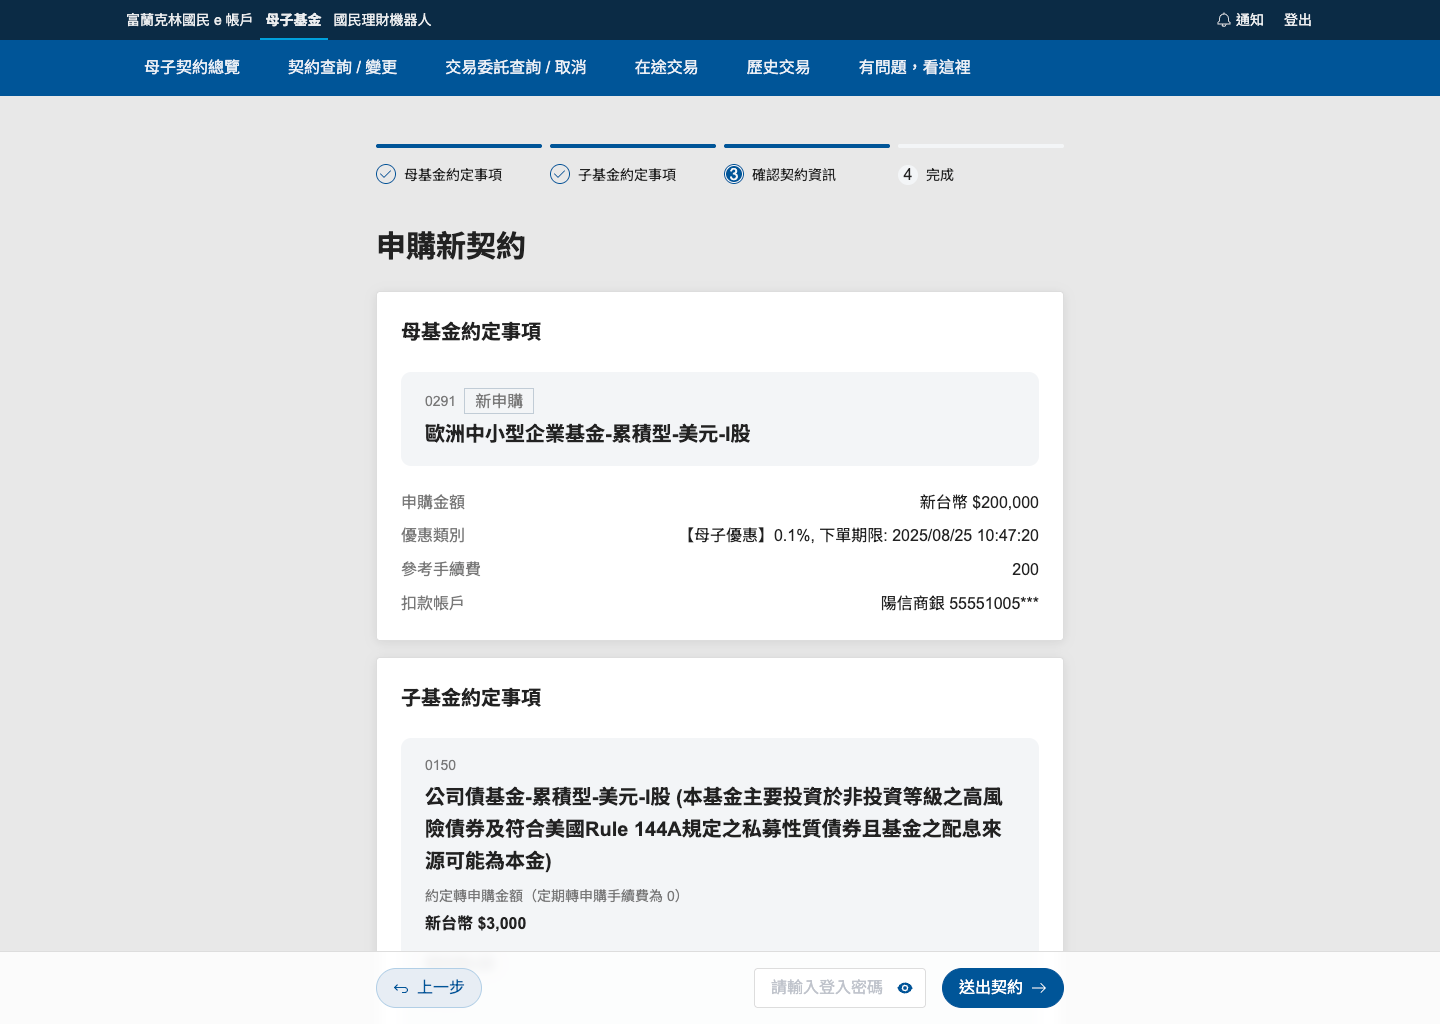 富蘭克林國民 e 帳戶 母子基金 國民理財機器人 通知 登出
母子契約總覽 契約查詢 / 變更 交易委託查詢 / 取消 在途交易 歷史交易 有問題，看這裡
母基金約定事項 子基金約定事項 3 確認契約資訊 4 完成
申購新契約
母基金約定事項
0291 新申購
歐洲中小型企業基金-累積型-美元-I股
申購金額 新台幣 $200,000
優惠類別 【母子優惠】0.1%, 下單期限: 2025/08/25 10:47:20
參考手續費 200
扣款帳戶 陽信商銀 55551005***
子基金約定事項
0150
公司債基金-累積型-美元-I股 (本基金主要投資於非投資等級之高風
險債券及符合美國Rule 144A規定之私募性質債券且基金之配息來
源可能為本金)
約定轉申購金額（定期轉申購手續費為 0）
新台幣 $3,000
上一步 請輸入登入密碼 送出契約